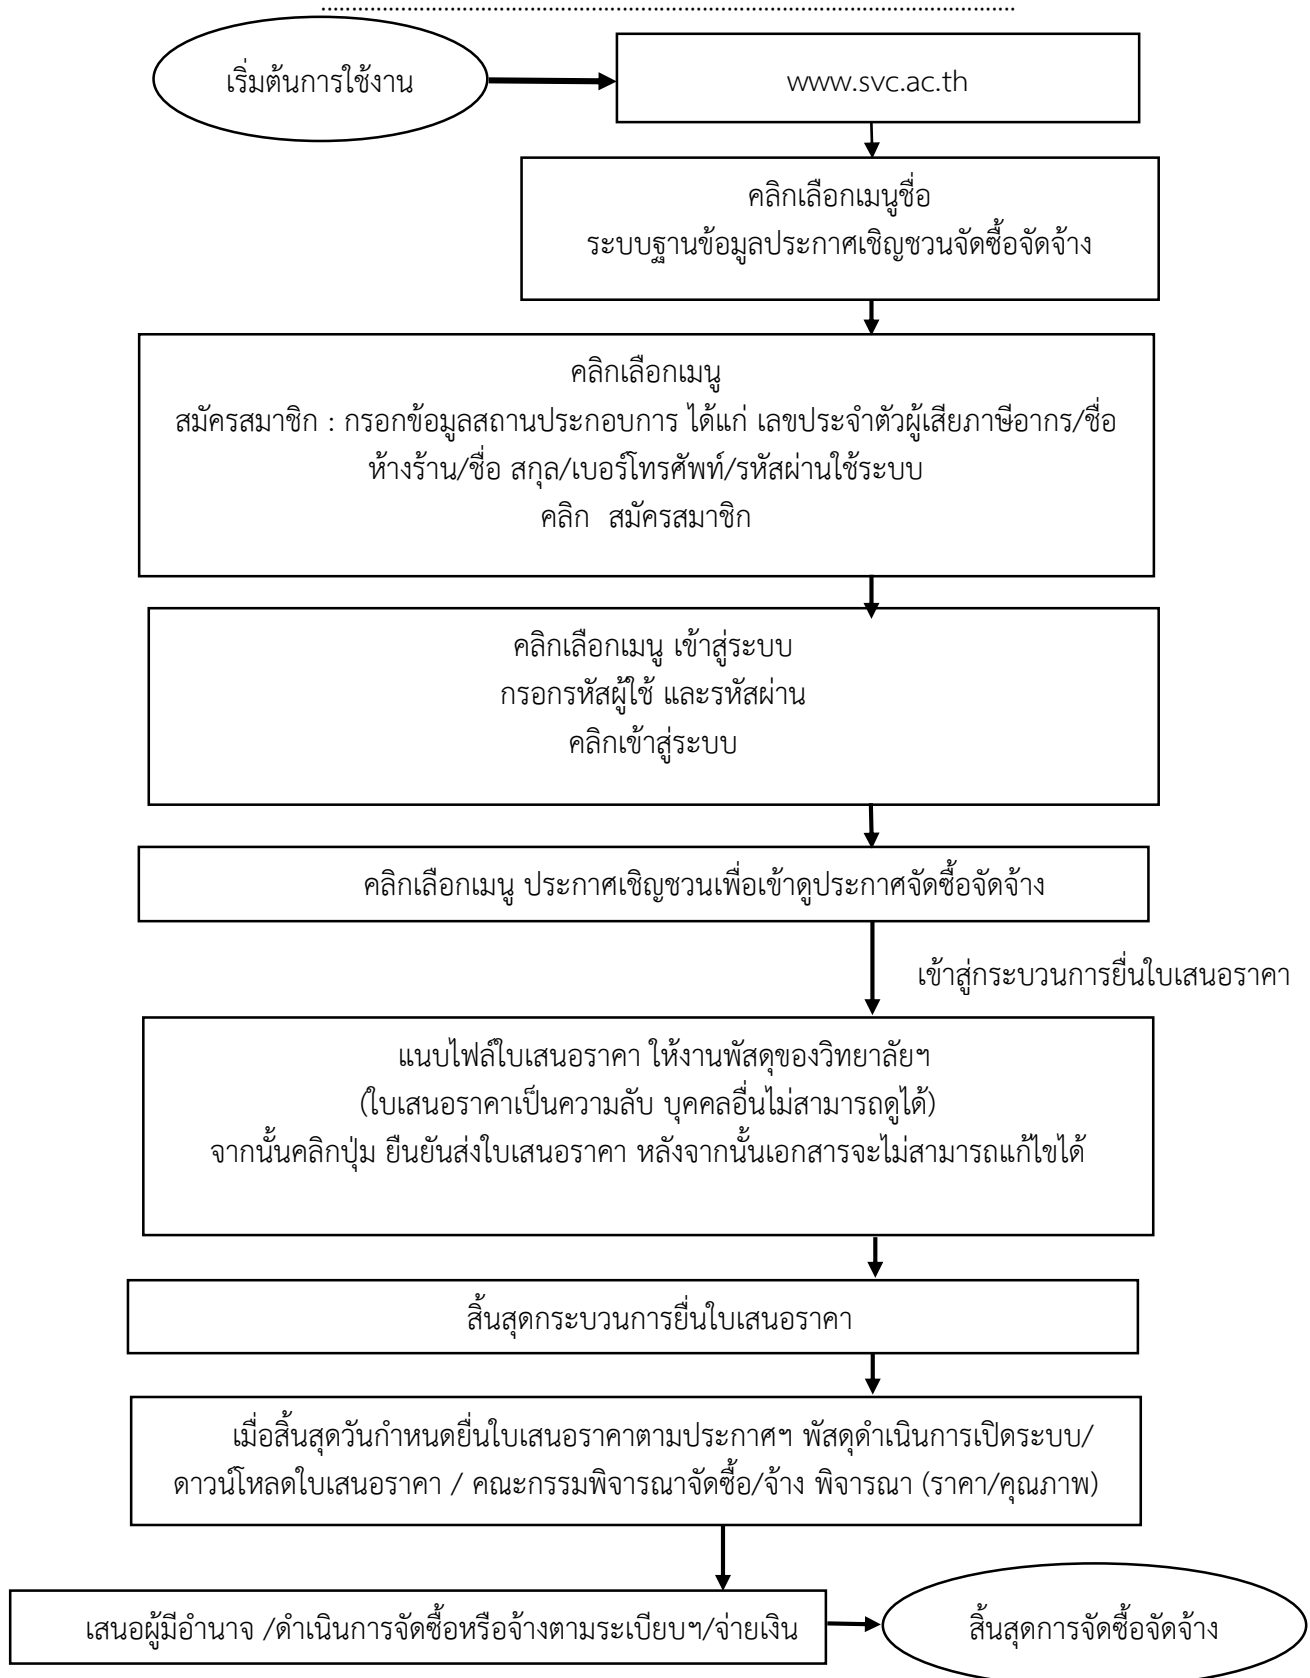 เริ่มต้นการใช้งาน
www.svc.ac.th
คลิกเลือกเมนูชื่อ
ระบบฐานข้อมูลประกาศเชิญชวนจัดซื้อจัดจ้าง
คลิกเลือกเมนู
สมัครสมาชิก : กรอกข้อมูลสถานประกอบการ ได้แก่ เลขประจำตัวผู้เสียภาษีอากร/ชื่อ
ห้างร้าน/ชื่อ สกุล/เบอร์โทรศัพท์/รหัสผ่านใช้ระบบ
คลิก  สมัครสมาชิก
คลิกเลือกเมนู เข้าสู่ระบบ
กรอกรหัสผู้ใช้ และรหัสผ่าน
คลิกเข้าสู่ระบบ
คลิกเลือกเมนู ประกาศเชิญชวนเพื่อเข้าดูประกาศจัดซื้อจัดจ้าง
เข้าสู่กระบวนการยื่นใบเสนอราคา
แนบไฟล์ใบเสนอราคา ให้งานพัสดุของวิทยาลัยฯ
(ใบเสนอราคาเป็นความลับ บุคคลอื่นไม่สามารถดูได้)
จากนั้นคลิกปุ่ม ยืนยันส่งใบเสนอราคา หลังจากนั้นเอกสารจะไม่สามารถแก้ไขได้
สิ้นสุดกระบวนการยื่นใบเสนอราคา
เมื่อสิ้นสุดวันกำหนดยื่นใบเสนอราคาตามประกาศฯ พัสดุดำเนินการเปิดระบบ/
ดาวน์โหลดใบเสนอราคา / คณะกรรมพิจารณาจัดซื้อ/จ้าง พิจารณา (ราคา/คุณภาพ)
เสนอผู้มีอำนาจ /ดำเนินการจัดซื้อหรือจ้างตามระเบียบฯ/จ่ายเงิน
สิ้นสุดการจัดซื้อจัดจ้าง